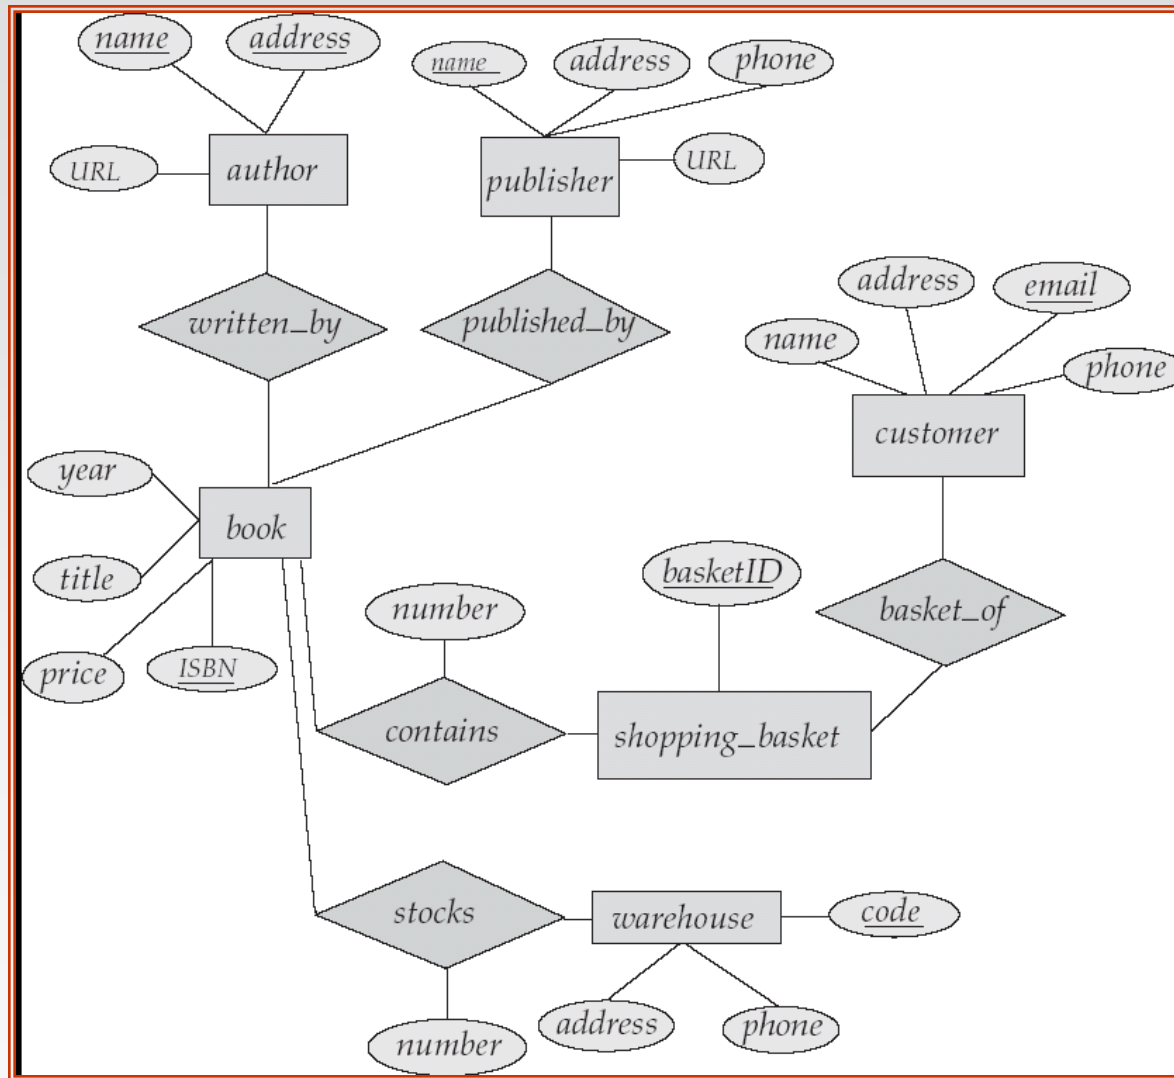 name
address
name
address
phone
URL
author
publisher
URL
written_by
published_by
address
email
name
phone
customer
year
book
title
price
ISBN
number
basketID
basket_of
contains
shopping_basket
stocks
warehouse
code
number
address
phone